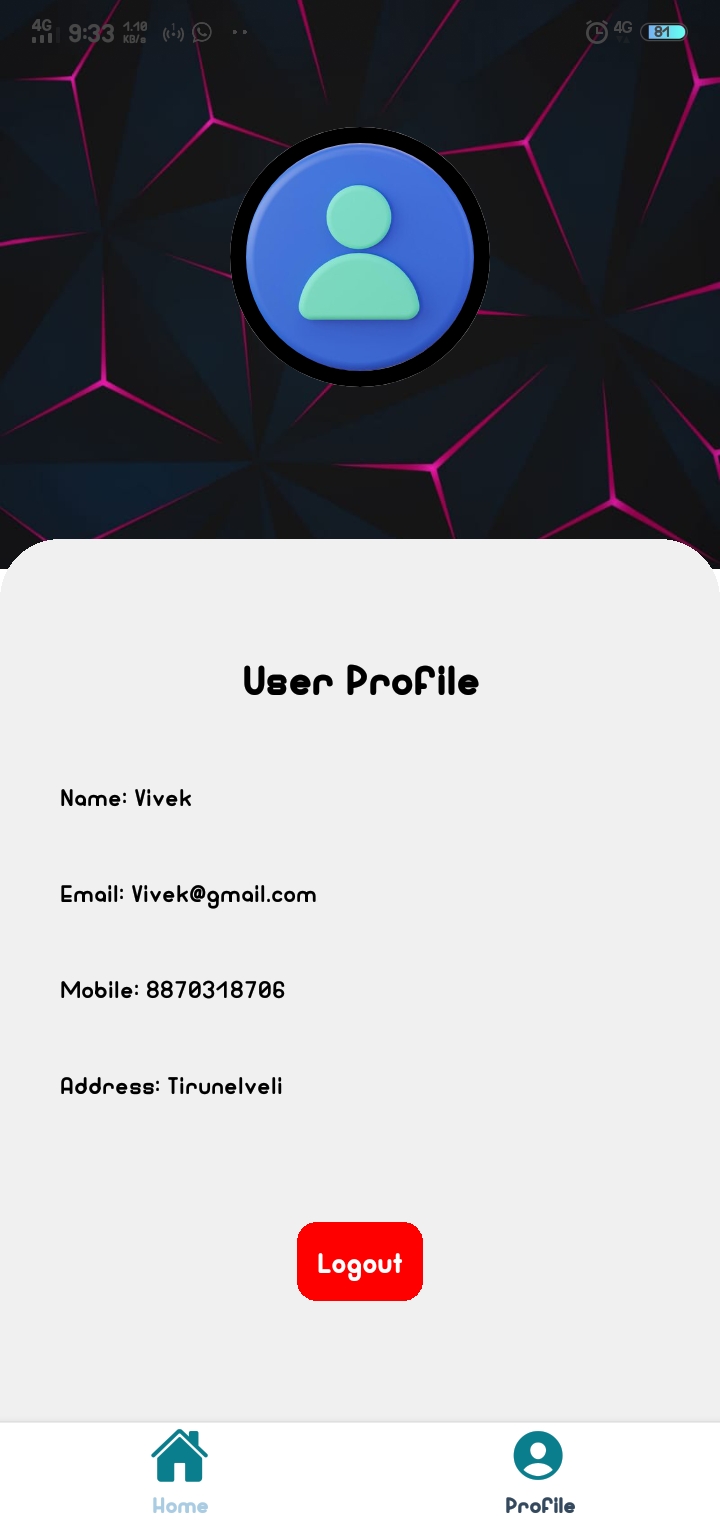 4G 9:33 1.10 KB/s 4G 81
User Profile
Name: Vivek
Email: Vivek@gmail.com
Mobile: 8870318706
Address: Tirunelveli
Logout
Home Profile